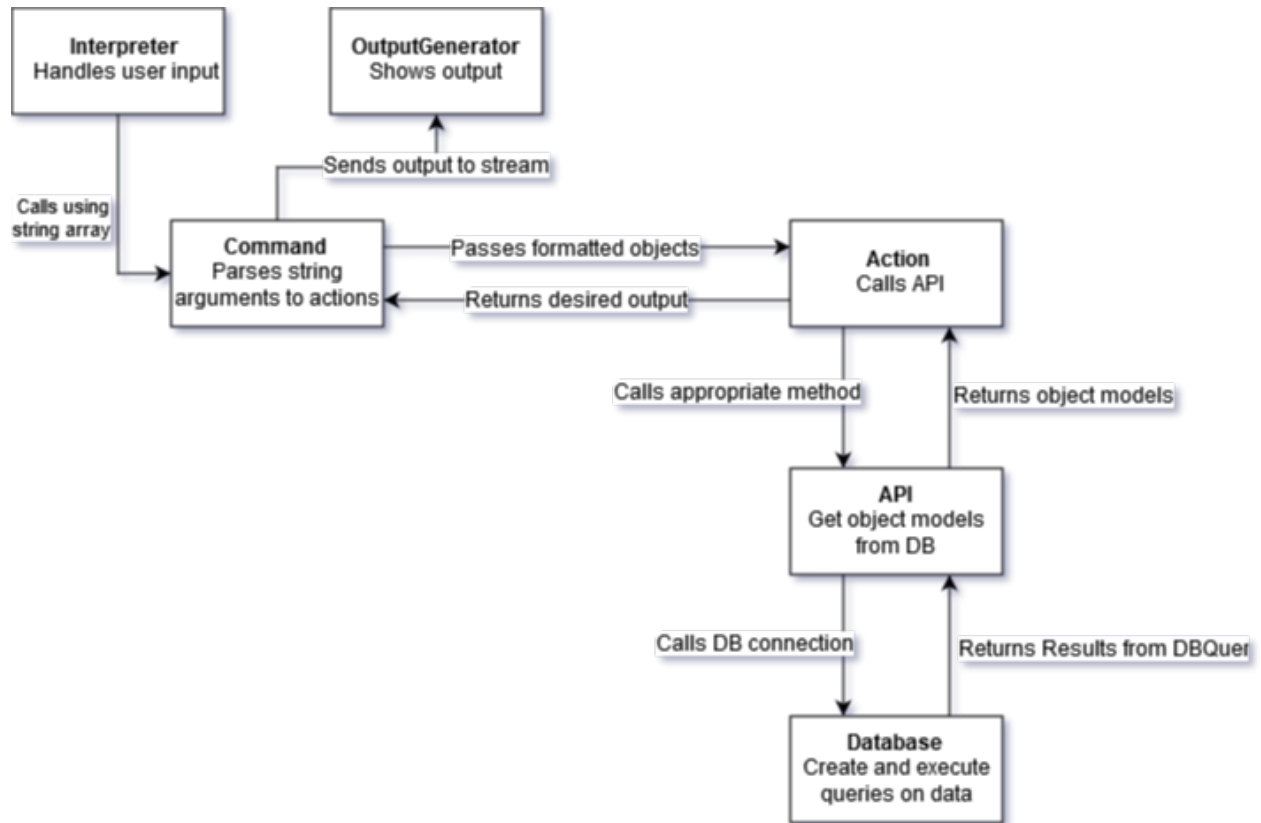 Interpreter
Handles user input
OutputGenerator
Shows output
Sends output to stream
Calls using
string array
Command
Parses string
arguments to actions
Passes formatted objects
Returns desired output
Action
Calls API
Calls appropriate method
Returns object models
API
Get object models
from DB
Calls DB connection
Returns Results from DBQuer
Database
Create and execute
queries on data